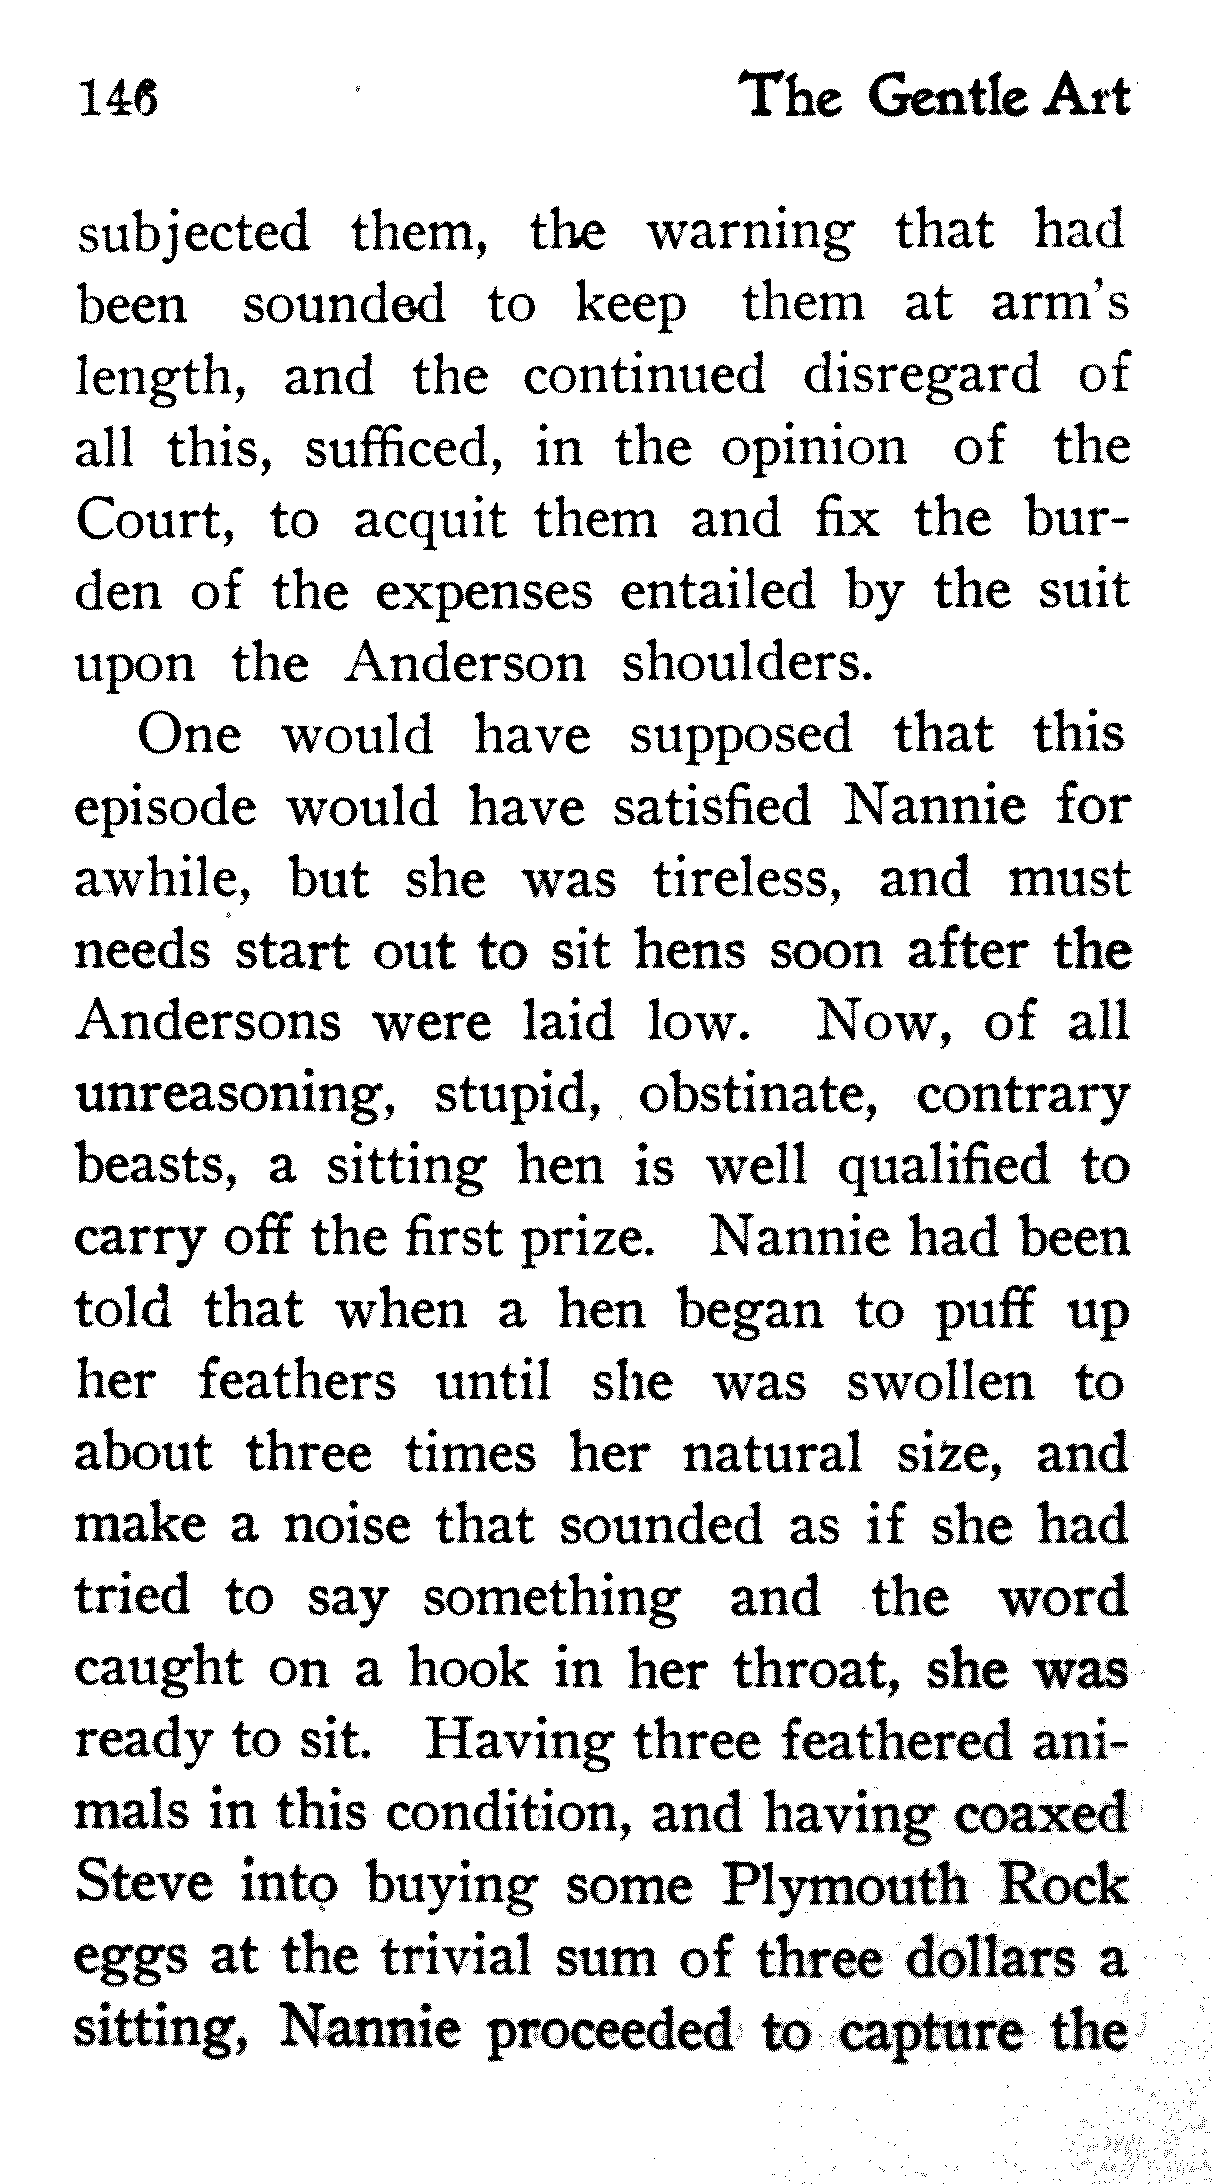 146 The Gentle Art
subjected them, the warning that had
been sounded to keep them at arm's
length, and the continued disregard of
all this, sufficed, in the opinion of the
Court, to acquit them and fix the bur-
den of the expenses entailed by the suit
upon the Anderson shoulders.
One would have supposed that this
episode would have satisfied Nannie for
awhile, but she was tireless, and must
needs start out to sit hens soon after the
Andersons were laid low. Now, of all
unreasoning, stupid, obstinate, contrary
beasts, a sitting hen is well qualified to
carry off the first prize. Nannie had been
told that when a hen began to puff up
her feathers until she was swollen to
about three times her natural size, and
make a noise that sounded as if she had
tried to say something and the word
caught on a hook in her throat, she was
ready to sit. Having three feathered ani-
mals in this condition, and having coaxed
Steve into buying some Plymouth Rock
eggs at the trivial sum of three dollars a
sitting, Nannie proceeded to capture the